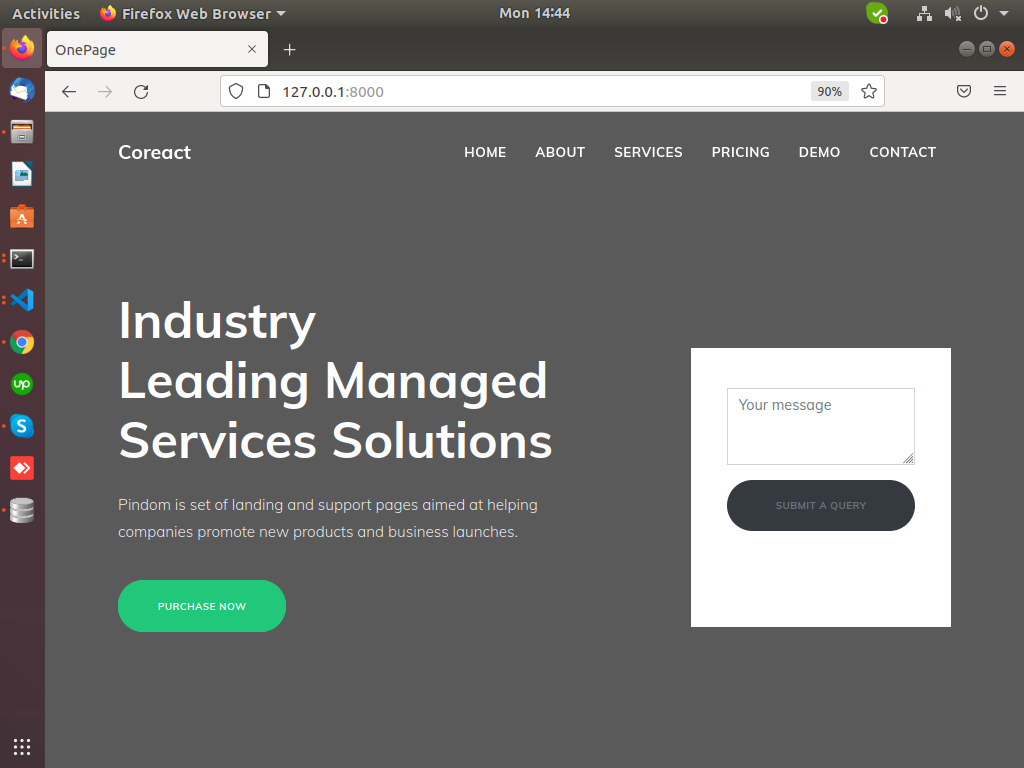 Activities Firefox Web Browser Mon 14:44
OnePage
127.0.0.1:8000 90%
Coreact HOME ABOUT SERVICES PRICING DEMO CONTACT
Industry
Leading Managed
Services Solutions
Pindom is set of landing and support pages aimed at helping
companies promote new products and business launches.
PURCHASE NOW
Your message
SUBMIT A QUERY
up
S
A